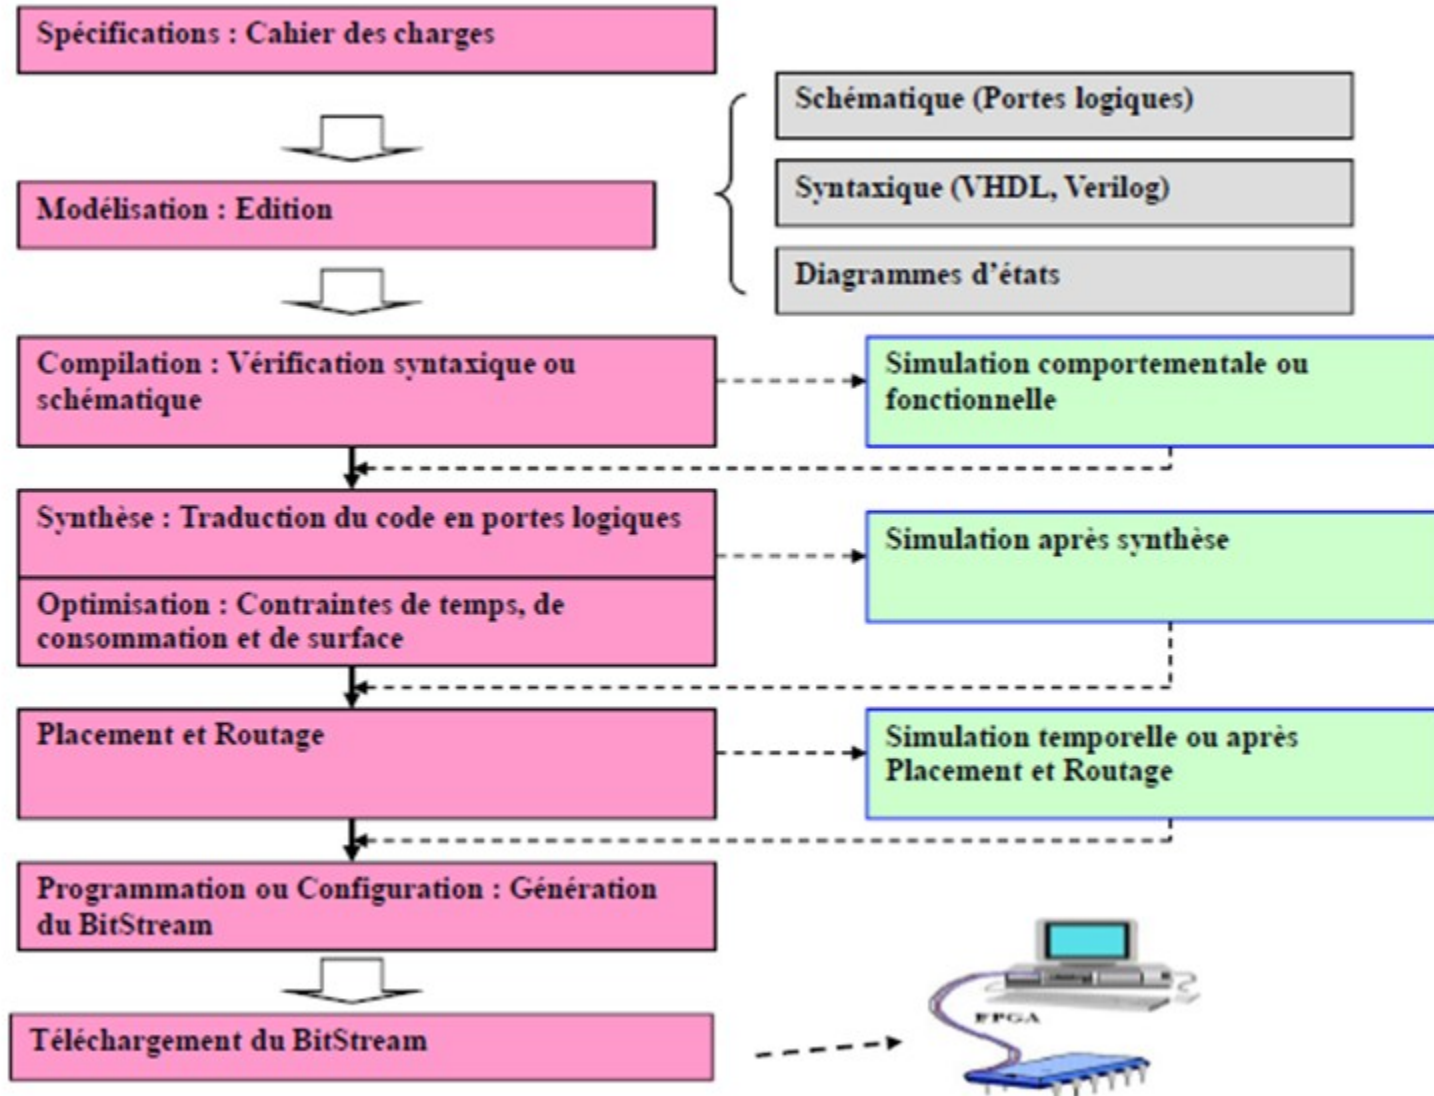 Spécifications : Cahier des charges
Schématique (Portes logiques)
Syntaxique (VHDL, Verilog)
Modélisation : Edition
Diagrammes d’états
Compilation : Vérification syntaxique ou
schématique
Simulation comportementale ou
fonctionnelle
Synthèse : Traduction du code en portes logiques
Simulation après synthèse
Optimisation : Contraintes de temps, de
consommation et de surface
Placement et Routage
Simulation temporelle ou après
Placement et Routage
Programmation ou Configuration : Génération
du BitStream
FPGA
Téléchargement du BitStream